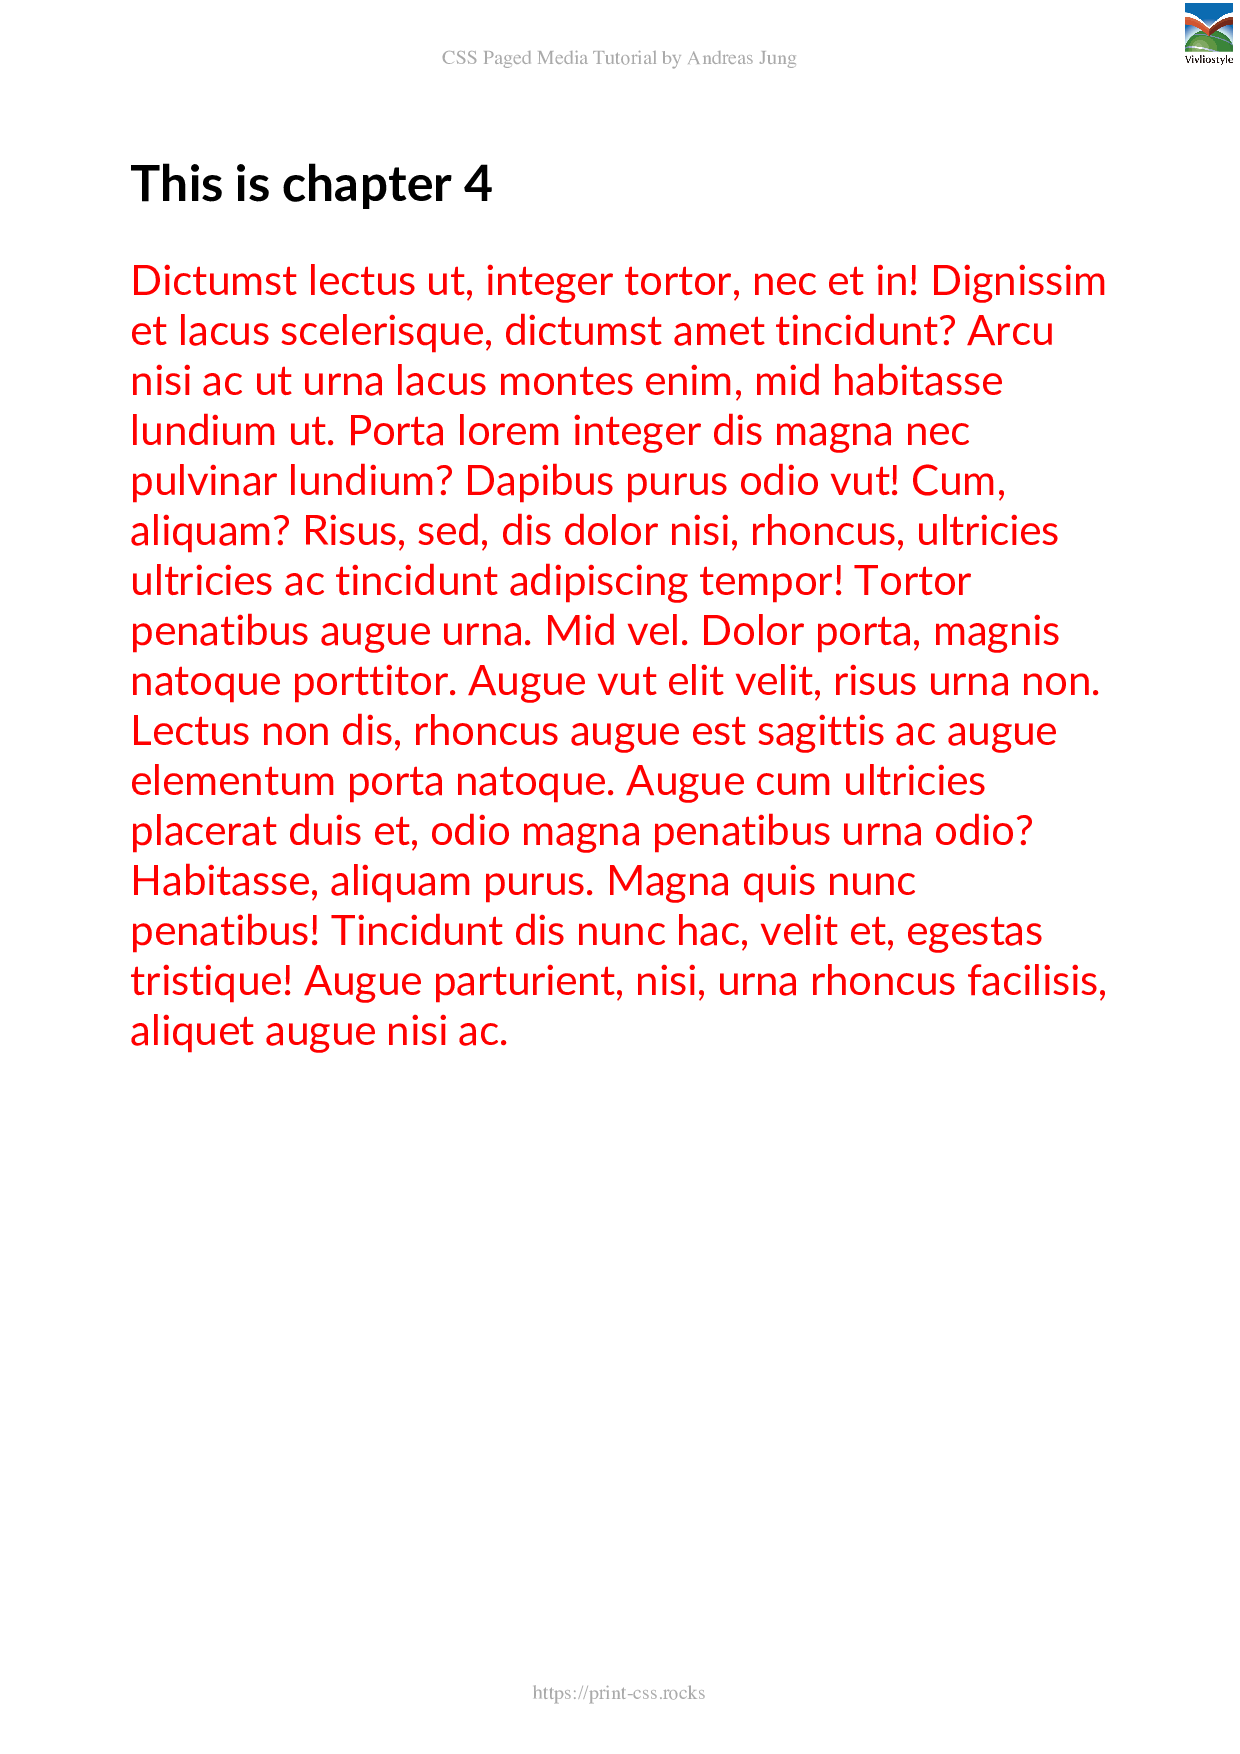 CSS Paged Media Tutorial by Andreas Jung
Vivliostyle
This is chapter 4
Dictumst lectus ut, integer tortor, nec et in! Dignissim
et lacus scelerisque, dictumst amet tincidunt? Arcu
nisi ac ut urna lacus montes enim, mid habitasse
lundium ut. Porta lorem integer dis magna nec
pulvinar lundium? Dapibus purus odio vut! Cum,
aliquam? Risus, sed, dis dolor nisi, rhoncus, ultricies
ultricies ac tincidunt adipiscing tempor! Tortor
penatibus augue urna. Mid vel. Dolor porta, magnis
natoque porttitor. Augue vut elit velit, risus urna non.
Lectus non dis, rhoncus augue est sagittis ac augue
elementum porta natoque. Augue cum ultricies
placerat duis et, odio magna penatibus urna odio?
Habitasse, aliquam purus. Magna quis nunc
penatibus! Tincidunt dis nunc hac, velit et, egestas
tristique! Augue parturient, nisi, urna rhoncus facilisis,
aliquet augue nisi ac.
https://print-css.rocks